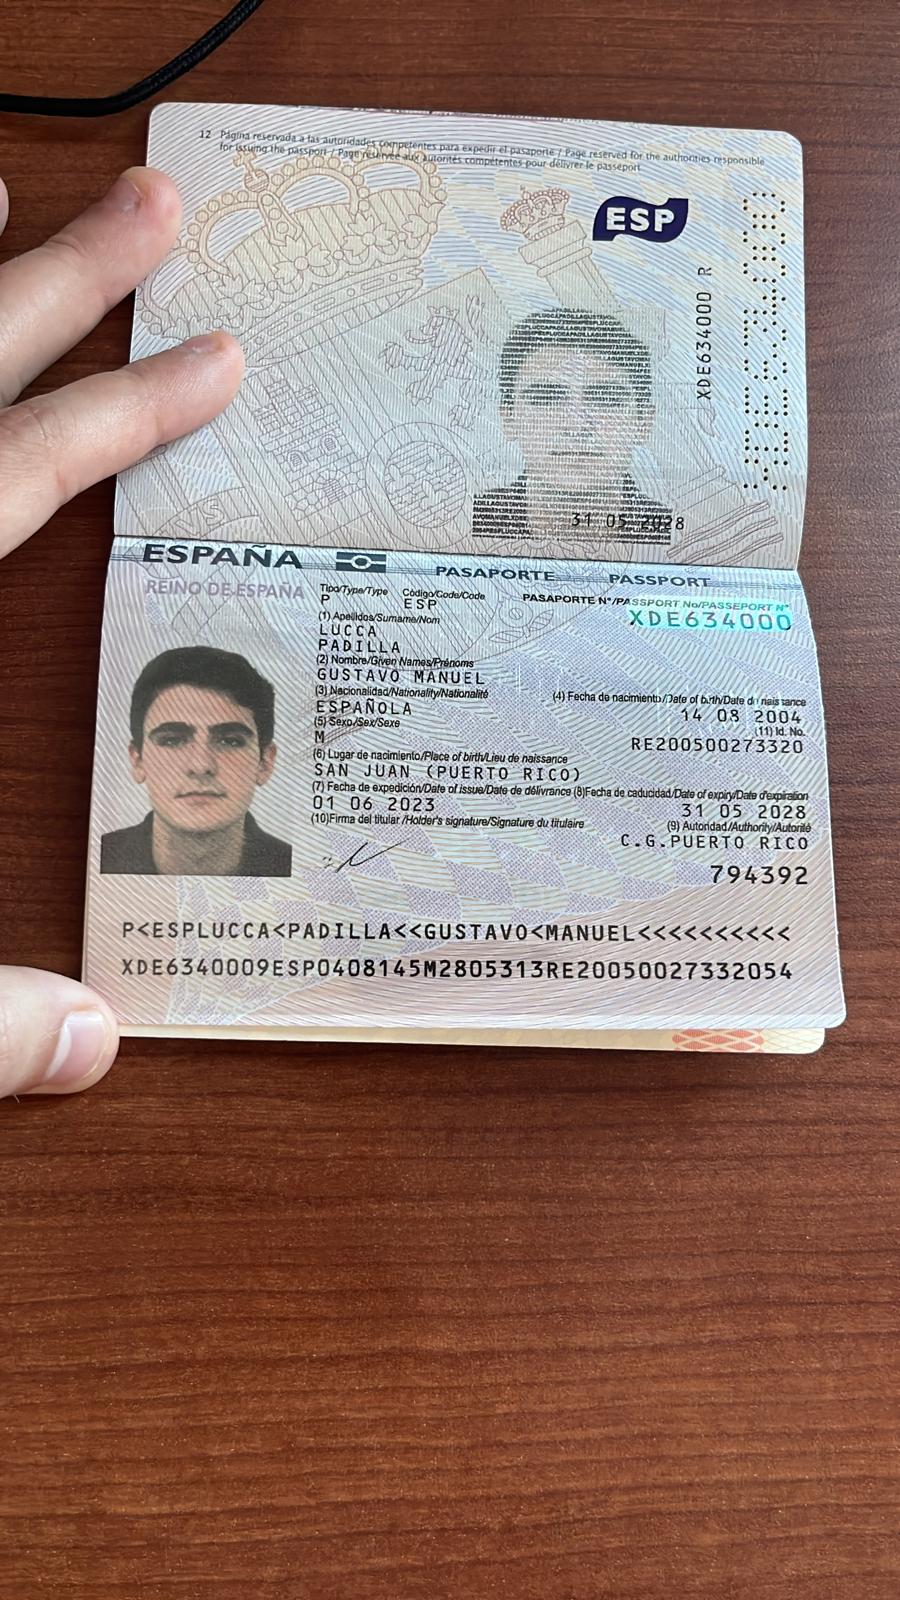 12 Página reservada a las autoridades competentes para expedir el pasaporte / Page reserved for the authorities responsible
for issuing the passport / Page réservée aux autorités compétentes pour délivrer le passeport
ESP
XDE634000 R
XDE634000
31 05 2028
ESPAÑA
PASAPORTE PASSPORT
REINO DE ESPAÑA
Tipo/Type/Type Código/Code/Code PASAPORTE N°/PASSPORT No/PASSEPORT N°
P ESP XDE634000
(1) Apellidos/Surname/Nom
LUCCA
PADILLA
(2) Nombre/Given Names/Prénoms
GUSTAVO MANUEL
(3) Nacionalidad/Nationality/Nationalité (4) Fecha de nacimiento/Date of birth/Date du naissance
ESPAÑOLA 14 08 2004
(5) Sexo/Sex/Sexe (11) Id. No.
M RE200500273320
(6) Lugar de nacimiento/Place of birth/Lieu de naissance
SAN JUAN (PUERTO RICO)
(7) Fecha de expedición/Date of issue/Date de délivrance (8)Fecha de caducidad/Date of expiry/Date d'expiration
01 06 2023 31 05 2028
(10)Firma del titular /Holder's signature/Signature du titulaire (9) Autoridad/Authority/Autorité
C.G.PUERTO RICO
794392
P<ESPLUCCA<PADILLA<<GUSTAVO<MANUEL<<<<<<<<<<
XDE6340009ESP0408145M2805313RE20050027332054